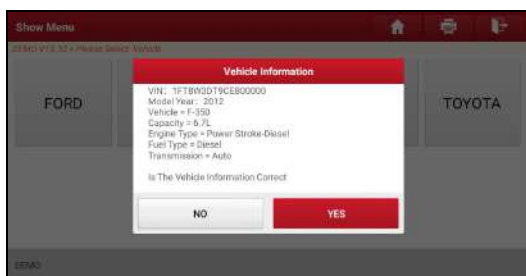 Show Menu
DEMO V15.32 > Please Select Vehicle
Vehicle Information
FORD
TOYOTA
VIN: 1FT8W3DT9CEB00000
Model Year: 2012
Vehicle = F-350
Capacity = 6.7L
Engine Type = Power Stroke-Diesel
Fuel Type = Diesel
Transmission = Auto
Is The Vehicle Information Correct
NO
YES
DEMO